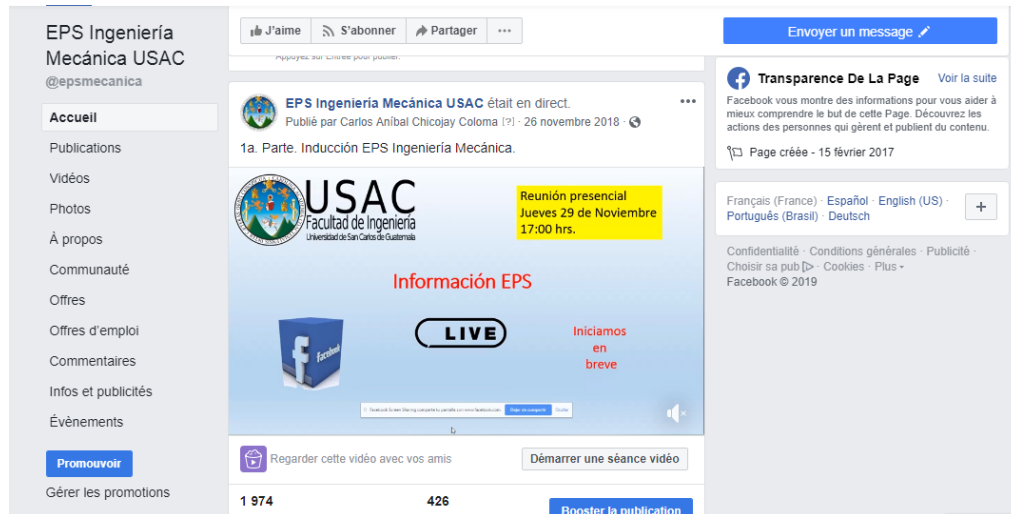 EPS Ingeniería
Mecánica USAC
@epsmecanica
Accueil
Publications
Vidéos
Photos
À propos
Communauté
Offres
Offres d'emploi
Commentaires
Infos et publicités
Évènements
Promouvoir
Gérer les promotions
J'aime
S'abonner
Partager
···
Appuyez sur Entrée pour publier.
EPS Ingeniería Mecánica USAC était en direct.
Publié par Carlos Aníbal Chicojay Coloma [?] · 26 novembre 2018 ·
1a. Parte. Inducción EPS Ingeniería Mecánica.
USAC
Facultad de Ingeniería
Universidad de San Carlos de Guatemala
Reunión presencial
Jueves 29 de Noviembre
17:00 hrs.
Información EPS
facebook
LIVE
Iniciamos
en
breve
Regarder cette vidéo avec vos amis
Démarrer une séance vidéo
1 974
426
Booster la publication
Envoyer un message
Transparence De La Page
Voir la suite
Facebook vous montre des informations pour vous aider à
mieux comprendre le but de cette Page. Découvrez les
actions des personnes qui gèrent et publient du contenu.
Page créée - 15 février 2017
Français (France) · Español · English (US) ·
Português (Brasil) · Deutsch
+
Confidentialité · Conditions générales · Publicité ·
Choisir sa pub · Cookies · Plus
Facebook © 2019